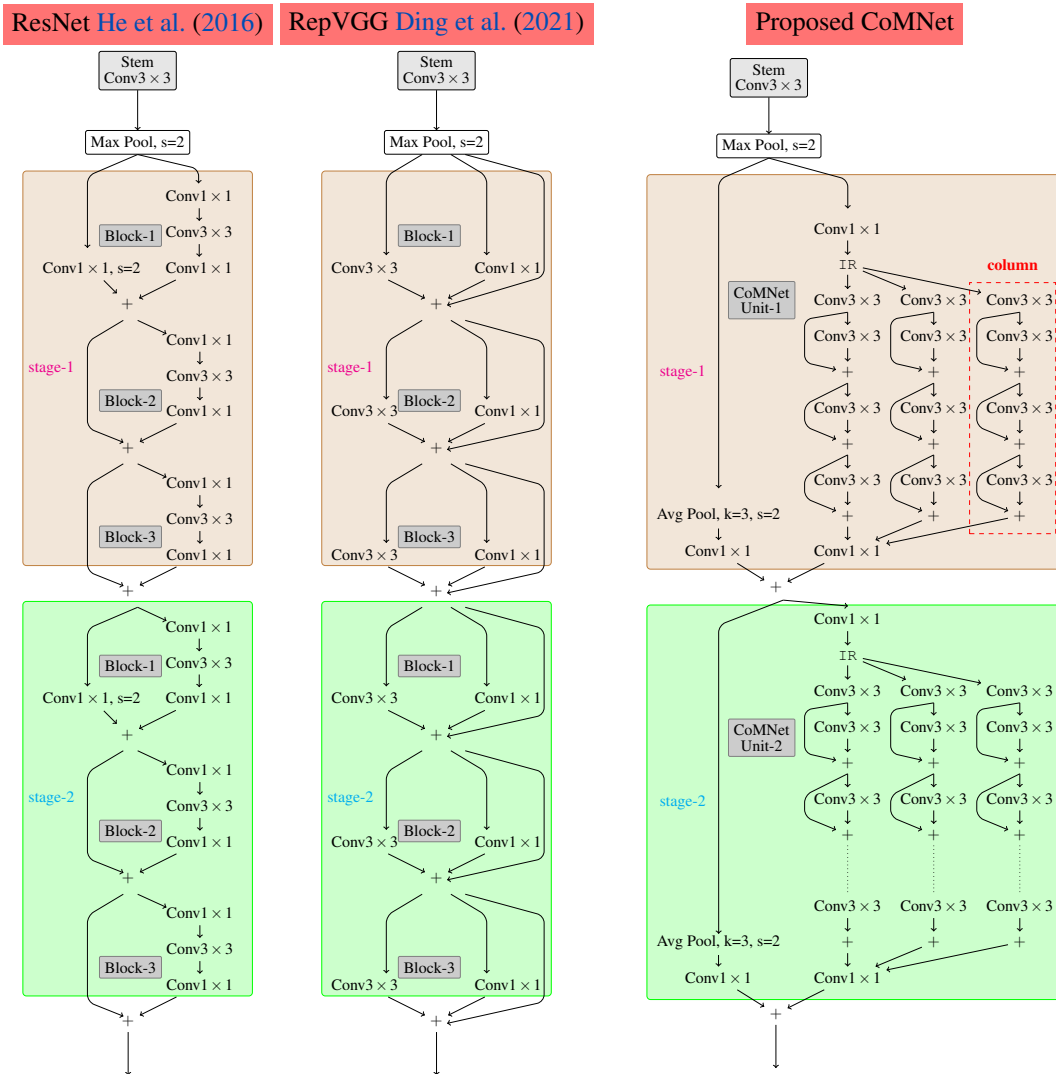 ResNet He et al. (2016)
Stem
Conv3 × 3
Max Pool, s=2
Conv1 × 1
Block-1
Conv3 × 3
Conv1 × 1, s=2
Conv1 × 1
+
Conv1 × 1
stage-1
Conv3 × 3
Block-2
Conv1 × 1
+
Conv1 × 1
Conv3 × 3
Block-3
Conv1 × 1
+
Conv1 × 1
Block-1
Conv3 × 3
Conv1 × 1, s=2
Conv1 × 1
+
Conv1 × 1
stage-2
Conv3 × 3
Block-2
Conv1 × 1
+
Conv1 × 1
Conv3 × 3
Block-3
Conv1 × 1
+
RepVGG Ding et al. (2021)
Stem
Conv3 × 3
Max Pool, s=2
Block-1
Conv3 × 3
Conv1 × 1
+
stage-1
Block-2
Conv3 × 3
Conv1 × 1
+
Block-3
Conv3 × 3
Conv1 × 1
+
Block-1
Conv3 × 3
Conv1 × 1
+
stage-2
Block-2
Conv3 × 3
Conv1 × 1
+
Block-3
Conv3 × 3
Conv1 × 1
+
Proposed CoMNet
Stem
Conv3 × 3
Max Pool, s=2
Conv1 × 1
IR
column
CoMNet
Unit-1
Conv3 × 3 Conv3 × 3 Conv3 × 3
Conv3 × 3 Conv3 × 3 Conv3 × 3
+ + +
stage-1
Conv3 × 3 Conv3 × 3 Conv3 × 3
+ + +
Conv3 × 3 Conv3 × 3 Conv3 × 3
Avg Pool, k=3, s=2
+ + +
Conv1 × 1
Conv1 × 1
+
Conv1 × 1
IR
CoMNet
Unit-2
Conv3 × 3 Conv3 × 3 Conv3 × 3
Conv3 × 3 Conv3 × 3 Conv3 × 3
+ + +
stage-2
Conv3 × 3 Conv3 × 3 Conv3 × 3
+ + +
Conv3 × 3 Conv3 × 3 Conv3 × 3
Avg Pool, k=3, s=2
+ + +
Conv1 × 1
Conv1 × 1
+